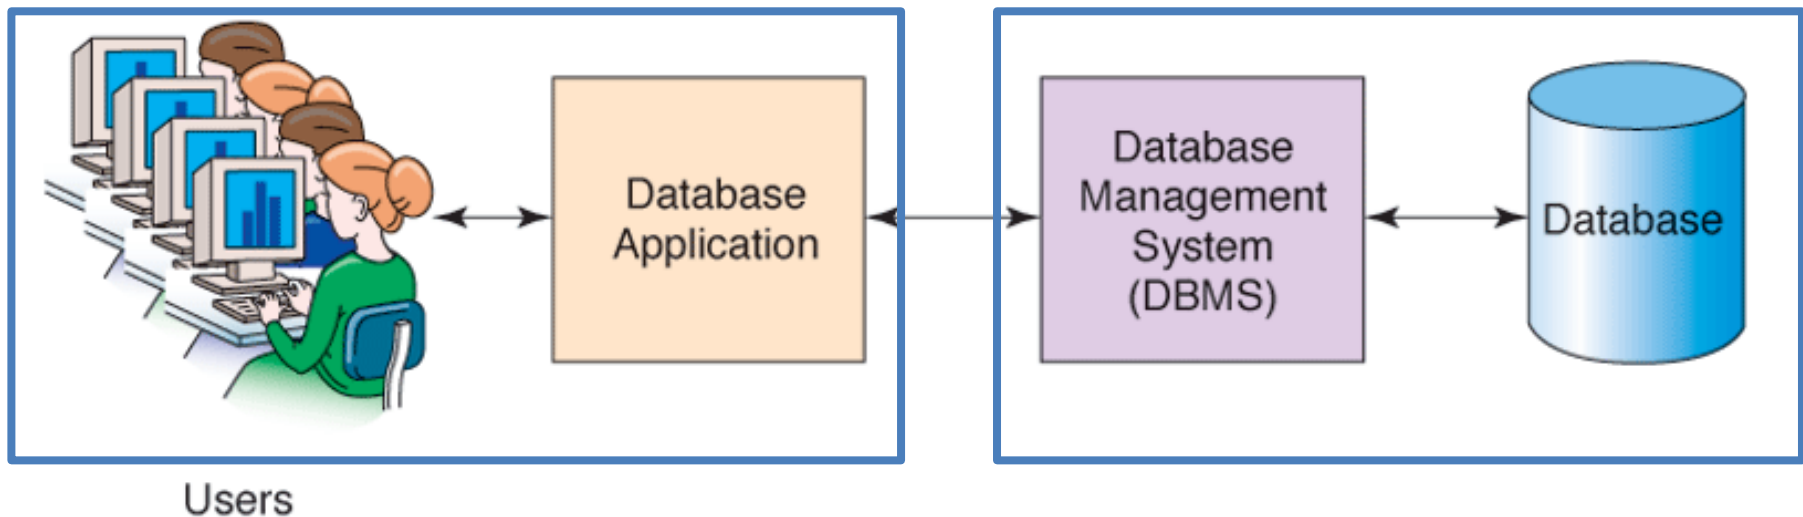 Database
Application
Database
Management
System
(DBMS)
Database
Users